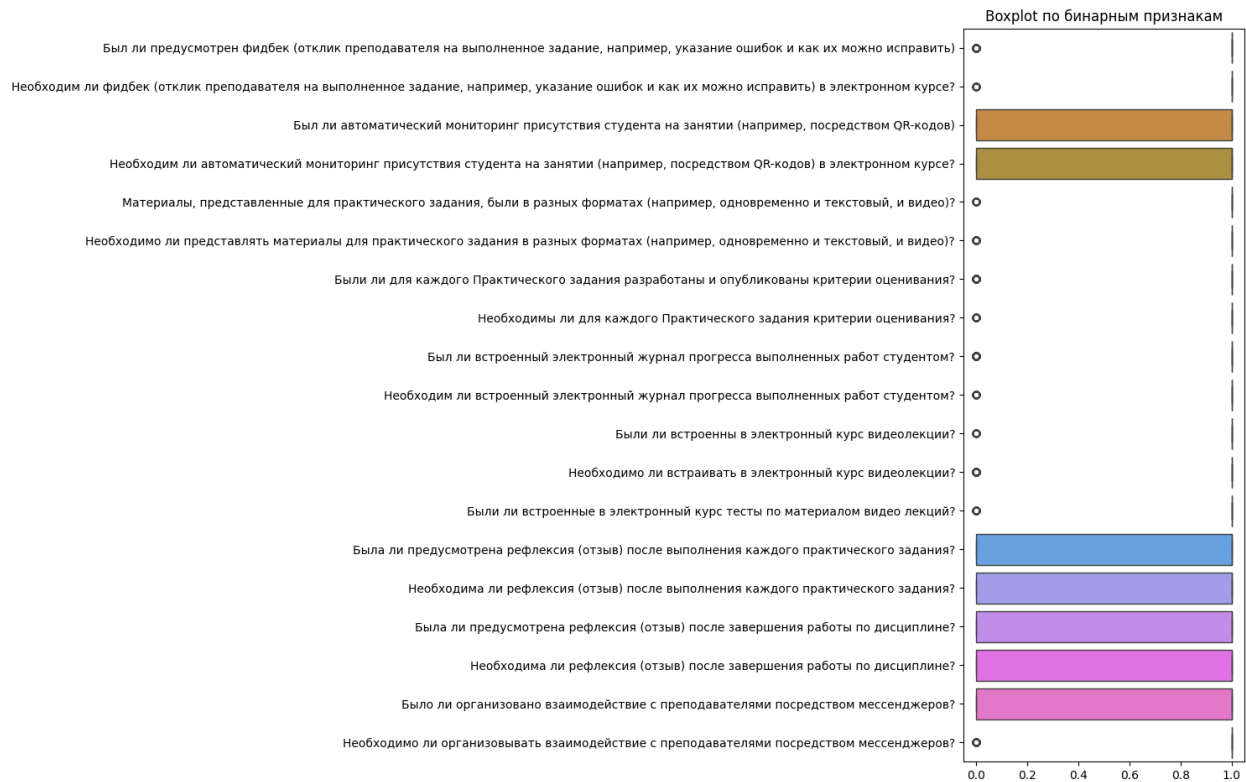 Boxplot по бинарным признакам
Был ли предусмотрен фидбек (отклик преподавателя на выполненное задание, например, указание ошибок и как их можно исправить)
Необходим ли фидбек (отклик преподавателя на выполненное задание, например, указание ошибок и как их можно исправить) в электронном курсе?
Был ли автоматический мониторинг присутствия студента на занятии (например, посредством QR-кодов)
Необходим ли автоматический мониторинг присутствия студента на занятии (например, посредством QR-кодов) в электронном курсе?
Материалы, представленные для практического задания, были в разных форматах (например, одновременно и текстовый, и видео)?
Необходимо ли представлять материалы для практического задания в разных форматах (например, одновременно и текстовый, и видео)?
Были ли для каждого Практического задания разработаны и опубликованы критерии оценивания?
Необходимы ли для каждого Практического задания критерии оценивания?
Был ли встроенный электронный журнал прогресса выполненных работ студентом?
Необходим ли встроенный электронный журнал прогресса выполненных работ студентом?
Были ли встроенны в электронный курс видеолекции?
Необходимо ли встраивать в электронный курс видеолекции?
Были ли встроенные в электронный курс тесты по материалом видео лекций?
Была ли предусмотрена рефлексия (отзыв) после выполнения каждого практического задания?
Необходима ли рефлексия (отзыв) после выполнения каждого практического задания?
Была ли предусмотрена рефлексия (отзыв) после завершения работы по дисциплине?
Необходима ли рефлексия (отзыв) после завершения работы по дисциплине?
Было ли организовано взаимодействие с преподавателями посредством мессенджеров?
Необходимо ли организовывать взаимодействие с преподавателями посредством мессенджеров?
0.0 0.2 0.4 0.6 0.8 1.0